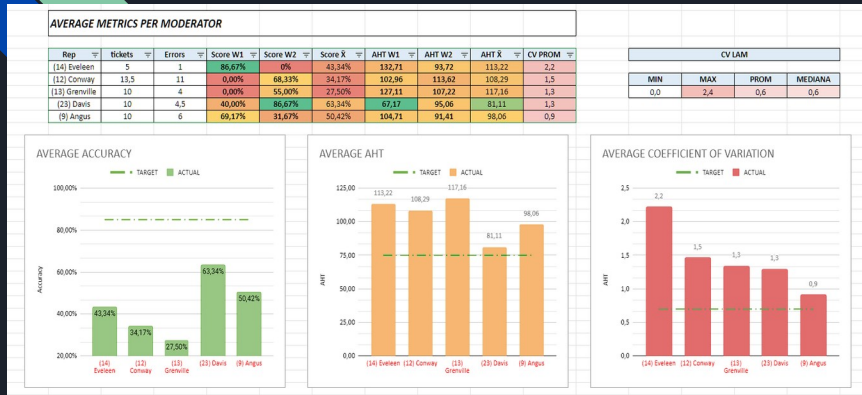 AVERAGE METRICS PER MODERATOR
Rep tickets Errors Score W1 Score W2 Score X̄ AHT W1 AHT W2 AHT X̄ CV PROM
(14) Eveleen 5 1 86,67% 0% 43,34% 132,71 93,72 113,22 2,2
(12) Conway 13,5 11 0,00% 68,33% 34,17% 102,96 113,62 108,29 1,5
(13) Grenville 10 4 0,00% 55,00% 27,50% 127,11 107,22 117,16 1,3
(23) Davis 10 4,5 40,00% 86,67% 63,34% 67,17 95,06 81,11 1,3
(9) Angus 10 6 69,17% 31,67% 50,42% 104,71 91,41 98,06 0,9
CV LAM
MIN MAX PROM MEDIANA
0,0 2,4 0,6 0,6
AVERAGE ACCURACY
TARGET ACTUAL
100,00%
80,00%
60,00%
40,00%
20,00%
Accuracy
43,34%
34,17%
27,50%
63,34%
50,42%
(14) Eveleen
(12) Conway
(13) Grenville
(23) Davis
(9) Angus
AVERAGE AHT
TARGET ACTUAL
125,00
100,00
75,00
50,00
25,00
0,00
AHT
113,22
108,29
117,16
81,11
98,06
(14) Eveleen
(12) Conway
(13) Grenville
(23) Davis
(9) Angus
AVERAGE COEFFICIENT OF VARIATION
TARGET ACTUAL
2,5
2,0
1,5
1,0
0,5
0,0
AHT
2,2
1,5
1,3
1,3
0,9
(14) Eveleen
(12) Conway
(13) Grenville
(23) Davis
(9) Angus